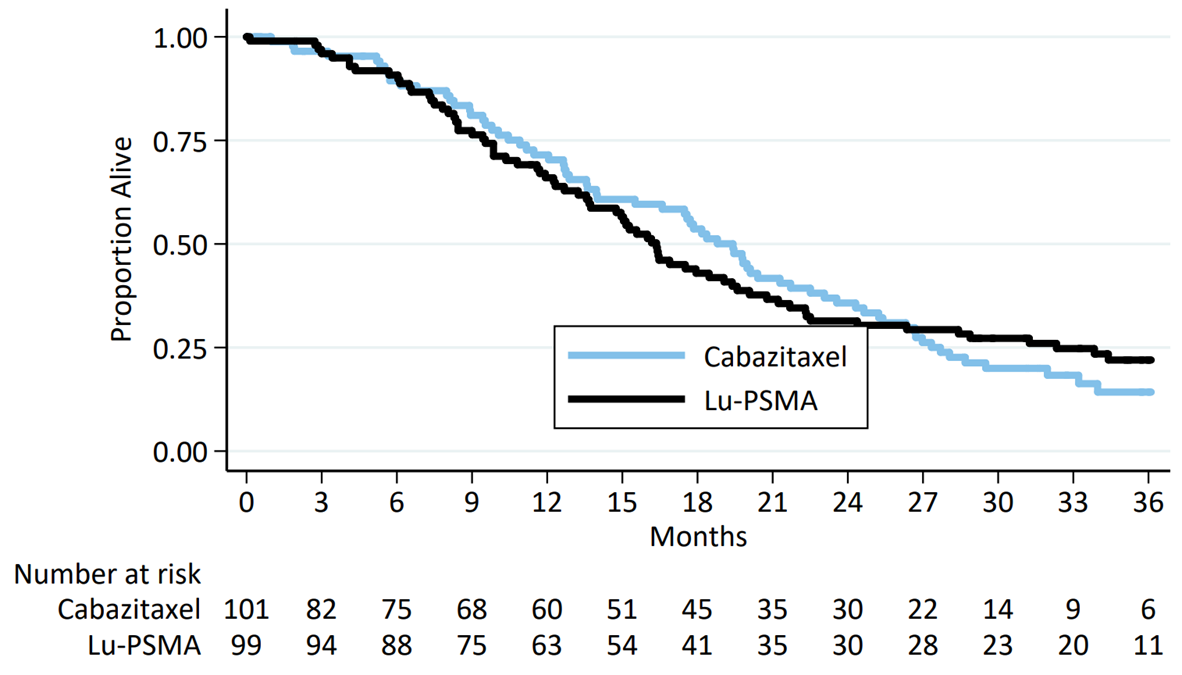 1.00
0.75
0.50
0.25
0.00
Proportion Alive
Cabazitaxel
Lu-PSMA
0 3 6 9 12 15 18 21 24 27 30 33 36
Months
Number at risk
Cabazitaxel 101 82 75 68 60 51 45 35 30 22 14 9 6
Lu-PSMA 99 94 88 75 63 54 41 35 30 28 23 20 11